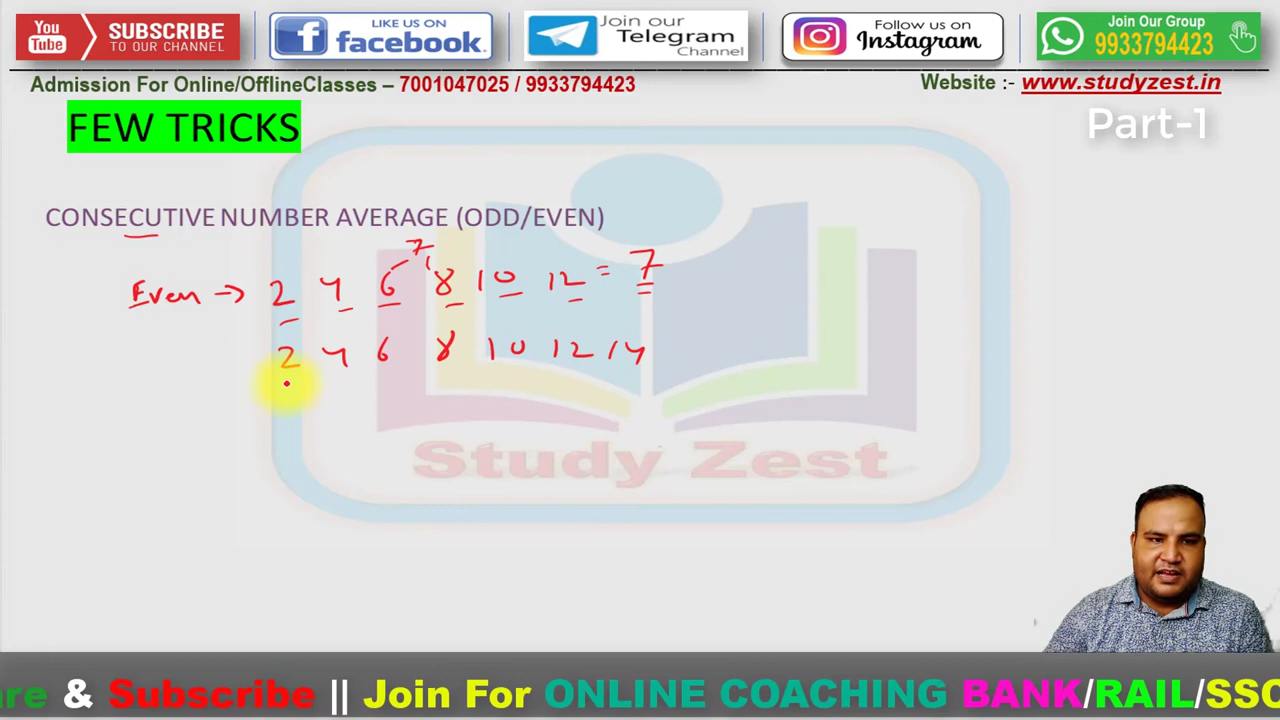 You Tube SUBSCRIBE TO OUR CHANNEL
LIKE US ON facebook.
Join our Telegram Channel
Follow us on Instagram
Join Our Group 9933794423
Admission For Online/OfflineClasses – 7001047025 / 9933794423
Website :- www.studyzest.in
FEW TRICKS
Part-1
CONSECUTIVE NUMBER AVERAGE (ODD/EVEN)
7
Even → 2 4 6 8 10 12 = 7
2 4 6 8 10 12 14
Study Zest
are & Subscribe || Join For ONLINE COACHING BANK/RAIL/SSC